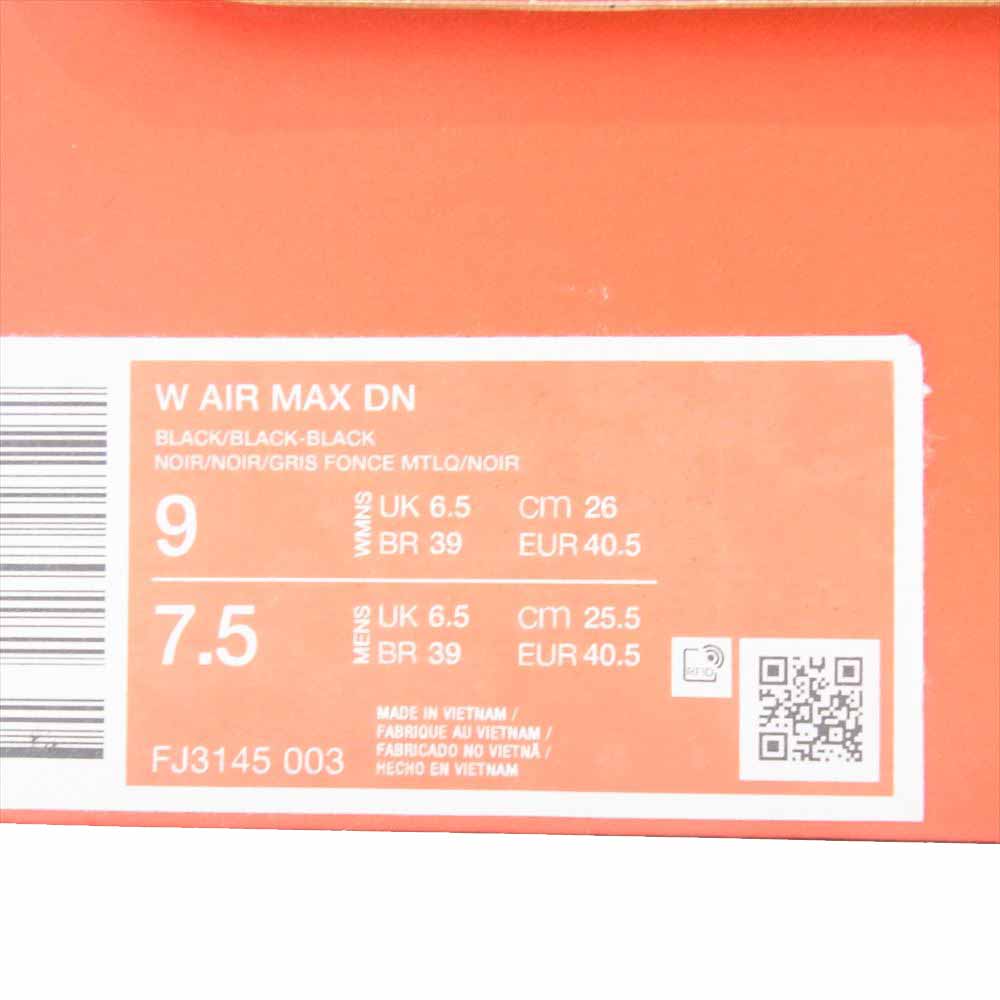 W AIR MAX DN
BLACK/BLACK-BLACK
NOIR/NOIR/GRIS FONCE MTLQ/NOIR
9 WMNS UK 6.5 cm 26
BR 39 EUR 40.5
7.5 MENS UK 6.5 cm 25.5
BR 39 EUR 40.5
RFID
MADE IN VIETNAM /
FABRIQUE AU VIETNAM /
FABRICADO NO VIETNÃ /
HECHO EN VIETNAM
FJ3145 003